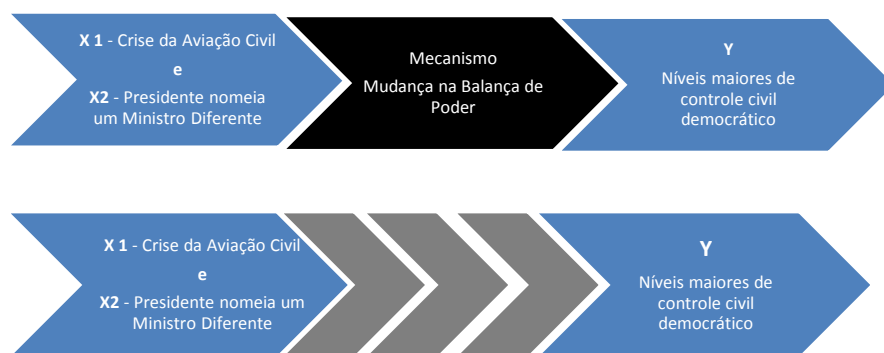 X 1 - Crise da Aviação Civil
e
X2 - Presidente nomeia
um Ministro Diferente
Mecanismo
Mudança na Balança de
Poder
Y
Níveis maiores de
controle civil
democrático
X 1 - Crise da Aviação Civil
e
X2 - Presidente nomeia um
Ministro Diferente
Y
Níveis maiores de
controle civil
democrático